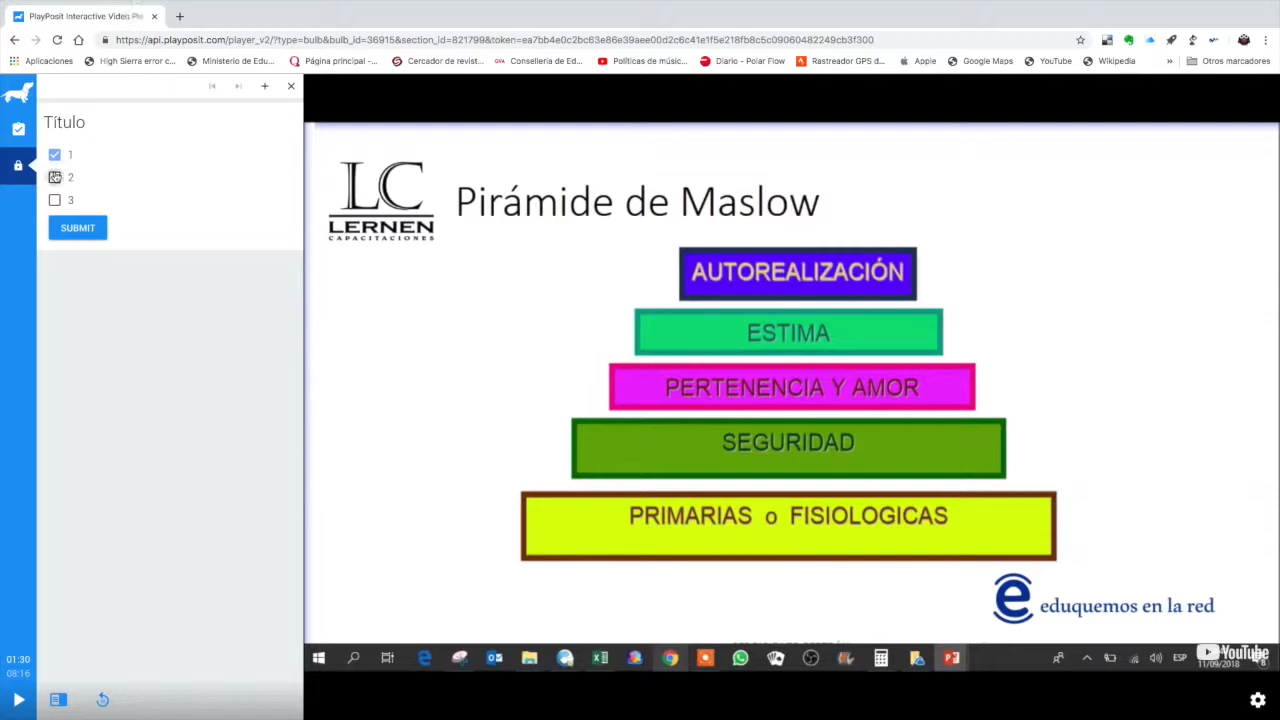 PlayPosit Interactive Video Ple
https://api.playposit.com/player_v2/?type=bulb&bulb_id=36915&section_id=821799&token=ea7bb4e0c2bc63e86e39aee00d2c6c41e1f5e218fb8c5c09060482249cb3f300
Aplicaciones High Sierra error c... Ministerio de Edu... Página principal -... Cercador de revist... GVA Conselleria de Edu... Políticas de músic... Diario - Polar Flow Rastreador GPS d... Apple Google Maps YouTube Wikipedia » Otros marcadores
Título
1
2
3
SUBMIT
LC
LERNEN
CAPACITACIONES
Pirámide de Maslow
AUTOREALIZACIÓN
ESTIMA
PERTENENCIA Y AMOR
SEGURIDAD
PRIMARIAS o FISIOLOGICAS
e eduquemos en la red
01:30
08:16
ESP
YouTube
11/09/2018